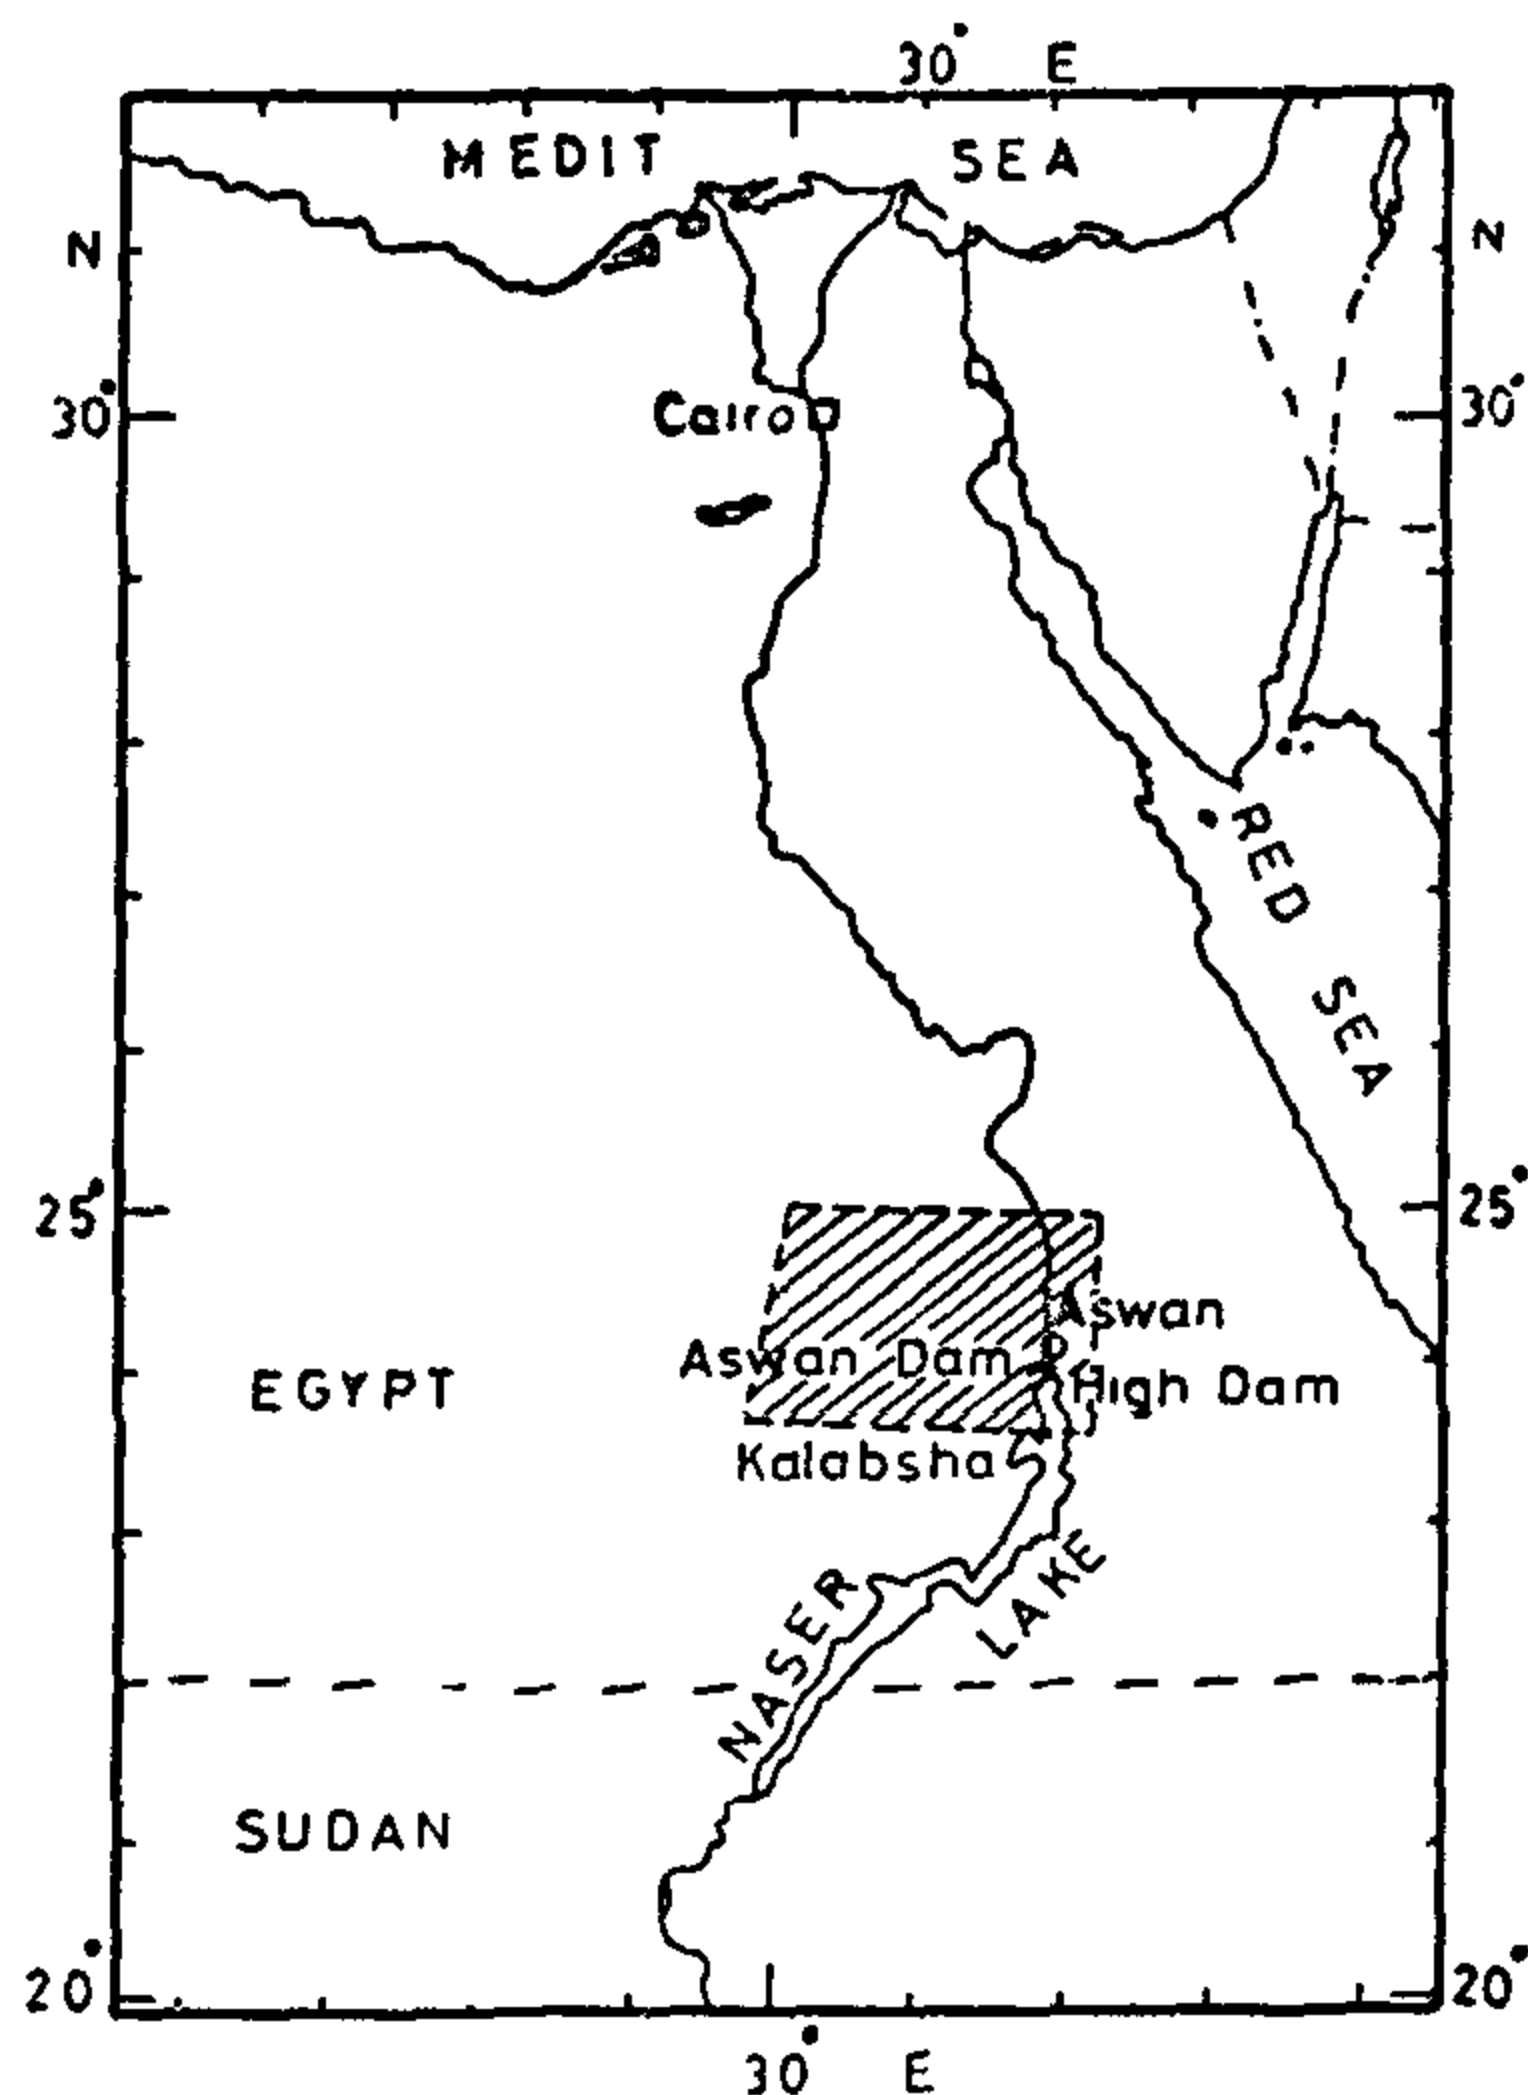 30° E
MEDIT SEA
N N
30° Cairo 30°
RED SEA
25° 25°
Aswan
Aswan Dam
High Dam
EGYPT
Kalabsha
NASER LAKE
SUDAN
20° 20°
30° E